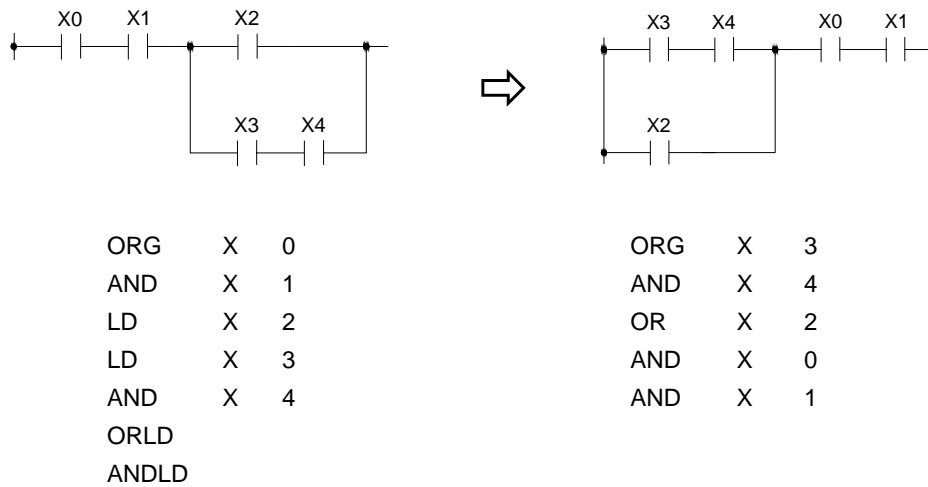 X0 X1 X2
X3 X4
X3 X4 X0 X1
X2
ORG X 0
AND X 1
LD X 2
LD X 3
AND X 4
ORLD
ANDLD
ORG X 3
AND X 4
OR X 2
AND X 0
AND X 1